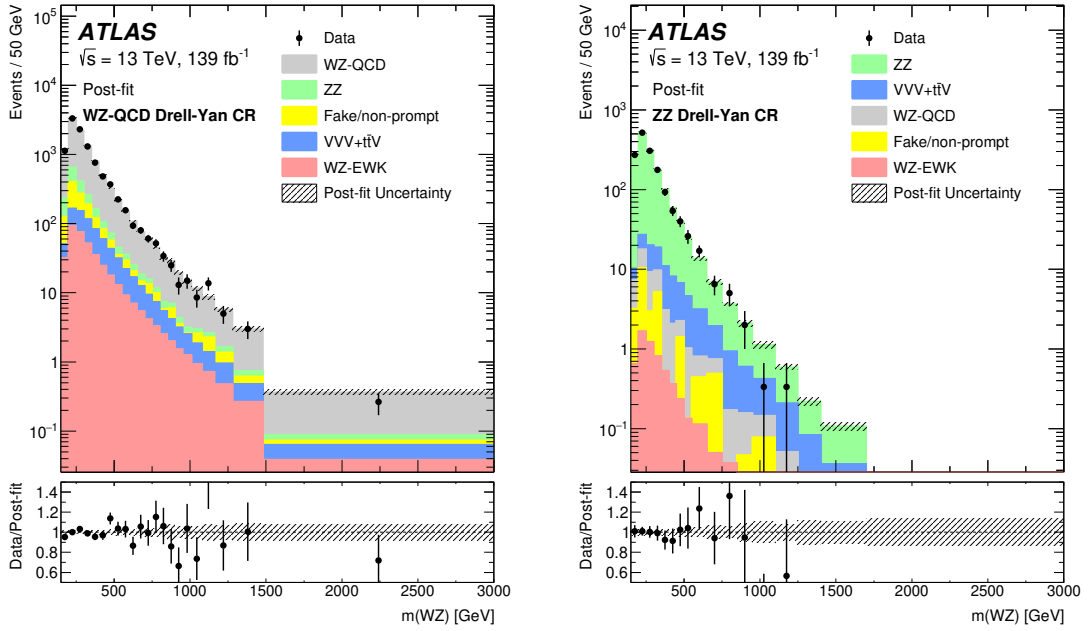 ATLAS
√s = 13 TeV, 139 fb⁻¹
Post-fit
WZ-QCD Drell-Yan CR
Data
WZ-QCD
ZZ
Fake/non-prompt
VVV+tt̄V
WZ-EWK
Post-fit Uncertainty
Events / 50 GeV
10⁵
10⁴
10³
10²
10
1
10⁻¹
Data/Post-fit
1.4
1.2
1
0.8
0.6
500 1000 1500 2000 2500 3000
m(WZ) [GeV]
ATLAS
√s = 13 TeV, 139 fb⁻¹
Post-fit
ZZ Drell-Yan CR
Data
ZZ
VVV+tt̄V
WZ-QCD
Fake/non-prompt
WZ-EWK
Post-fit Uncertainty
Events / 50 GeV
10⁴
10³
10²
10
1
10⁻¹
Data/Post-fit
1.4
1.2
1
0.8
0.6
500 1000 1500 2000 2500 3000
m(WZ) [GeV]